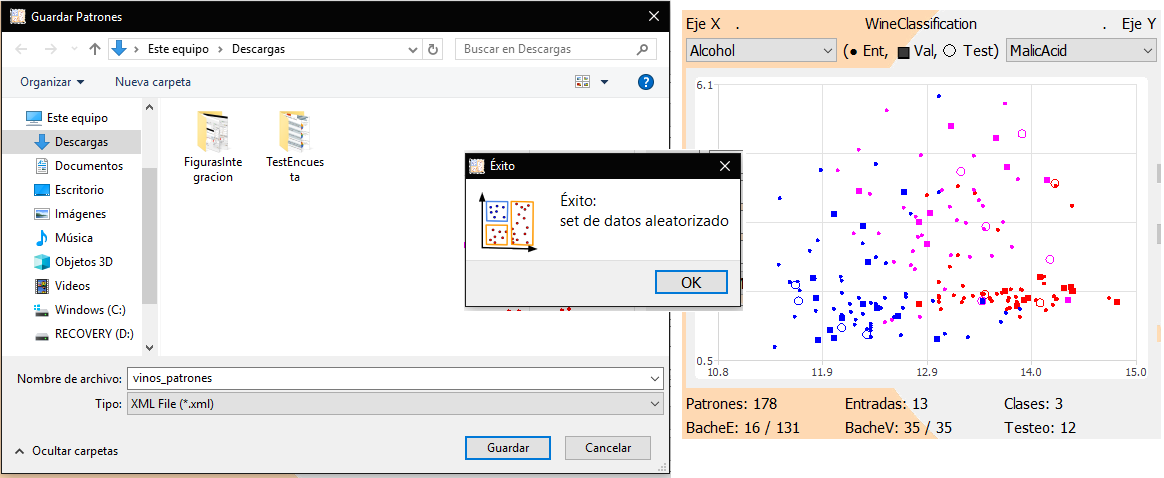 Guardar Patrones
Este equipo > Descargas
Buscar en Descargas
Organizar
Nueva carpeta
Este equipo
Descargas
Documentos
Escritorio
Imágenes
Música
Objetos 3D
Videos
Windows (C:)
RECOVERY (D:)
FigurasInte
gracion
TestEncues
ta
Éxito
Éxito:
set de datos aleatorizado
OK
Nombre de archivo: vinos_patrones
Tipo: XML File (*.xml)
Ocultar carpetas
Guardar
Cancelar
Eje X . WineClassification . Eje Y
Alcohol (● Ent, ■ Val, ○ Test) MalicAcid
6.1
0.5
10.8 11.9 12.9 14.0 15.0
Patrones: 178 Entradas: 13 Clases: 3
BacheE: 16 / 131 BacheV: 35 / 35 Testeo: 12